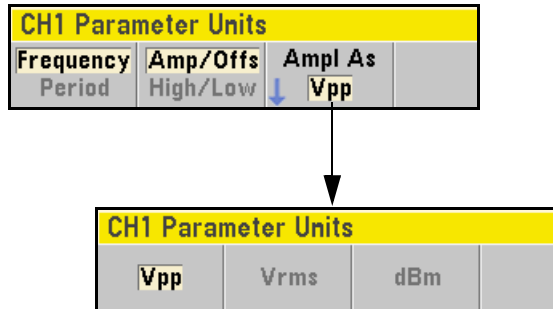 CH1 Parameter Units
Frequency Amp/Offs Ampl As
Period High/Low Vpp
CH1 Parameter Units
Vpp Vrms dBm